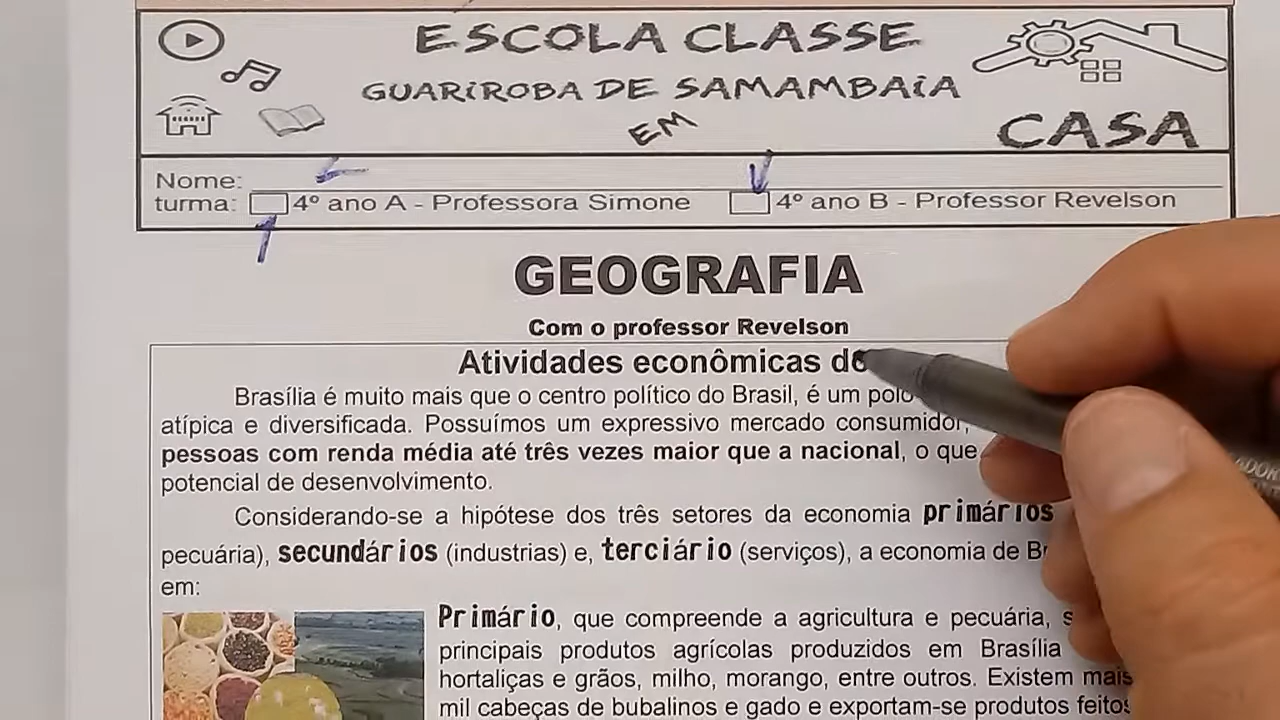 ESCOLA CLASSE
GUARIROBA DE SAMAMBAIA
EM
CASA
Nome:
turma: 4º ano A - Professora Simone 4º ano B - Professor Revelson
GEOGRAFIA
Com o professor Revelson
Atividades econômicas do
Brasília é muito mais que o centro político do Brasil, é um polo
atípica e diversificada. Possuímos um expressivo mercado consumidor,
pessoas com renda média até três vezes maior que a nacional, o que
potencial de desenvolvimento.
Considerando-se a hipótese dos três setores da economia primários
pecuária), secundários (industrias) e, terciário (serviços), a economia de
em:
Primário, que compreende a agricultura e pecuária,
principais produtos agrícolas produzidos em Brasília
hortaliças e grãos, milho, morango, entre outros. Existem mais
mil cabeças de bubalinos e gado e exportam-se produtos feitos